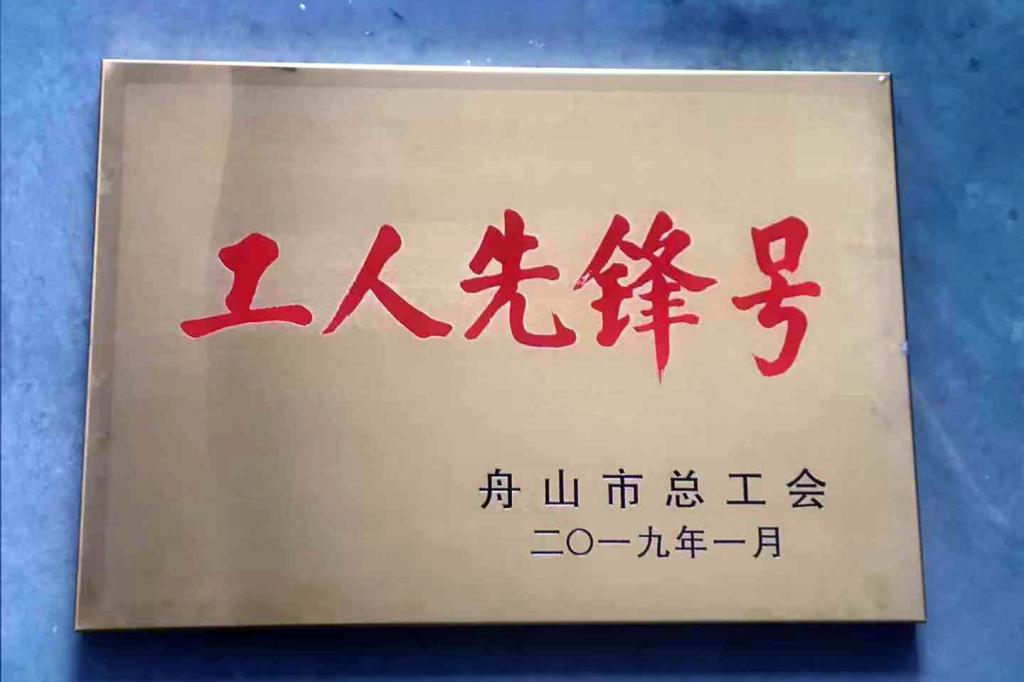 工人先锋号
舟山市总工会
二〇一九年一月